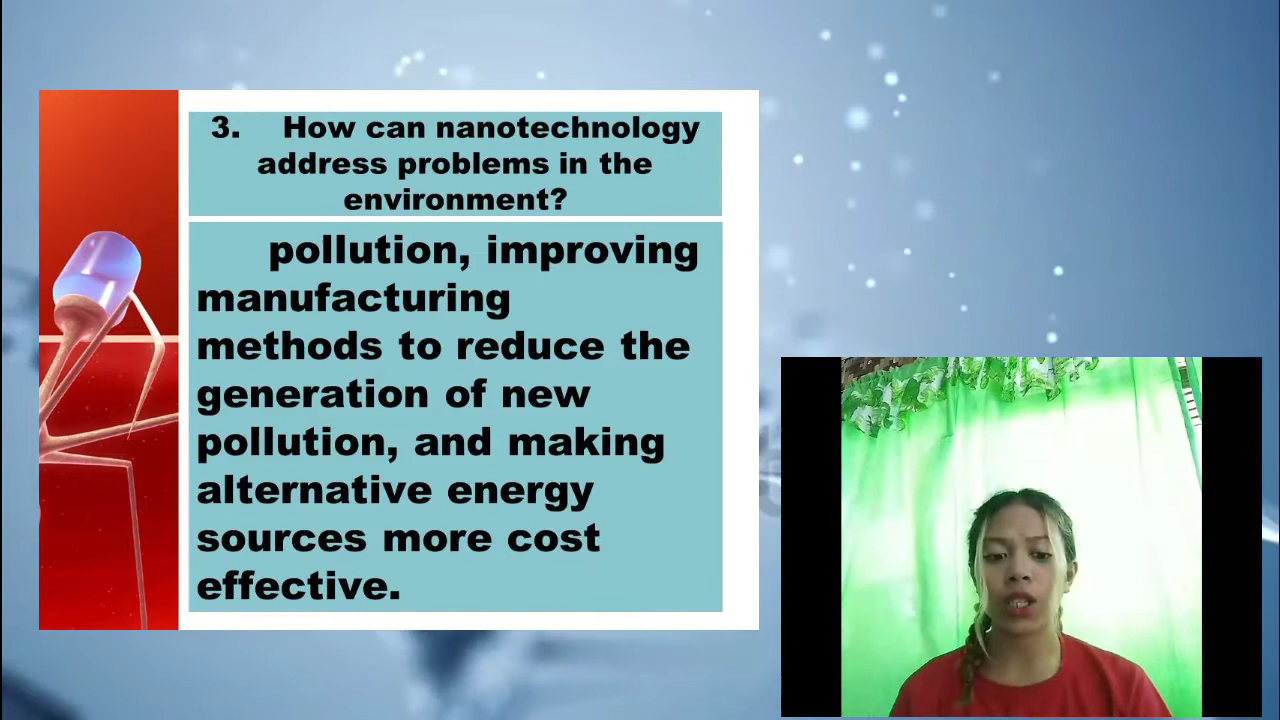 3. How can nanotechnology
address problems in the
environment?
pollution, improving
manufacturing
methods to reduce the
generation of new
pollution, and making
alternative energy
sources more cost
effective.